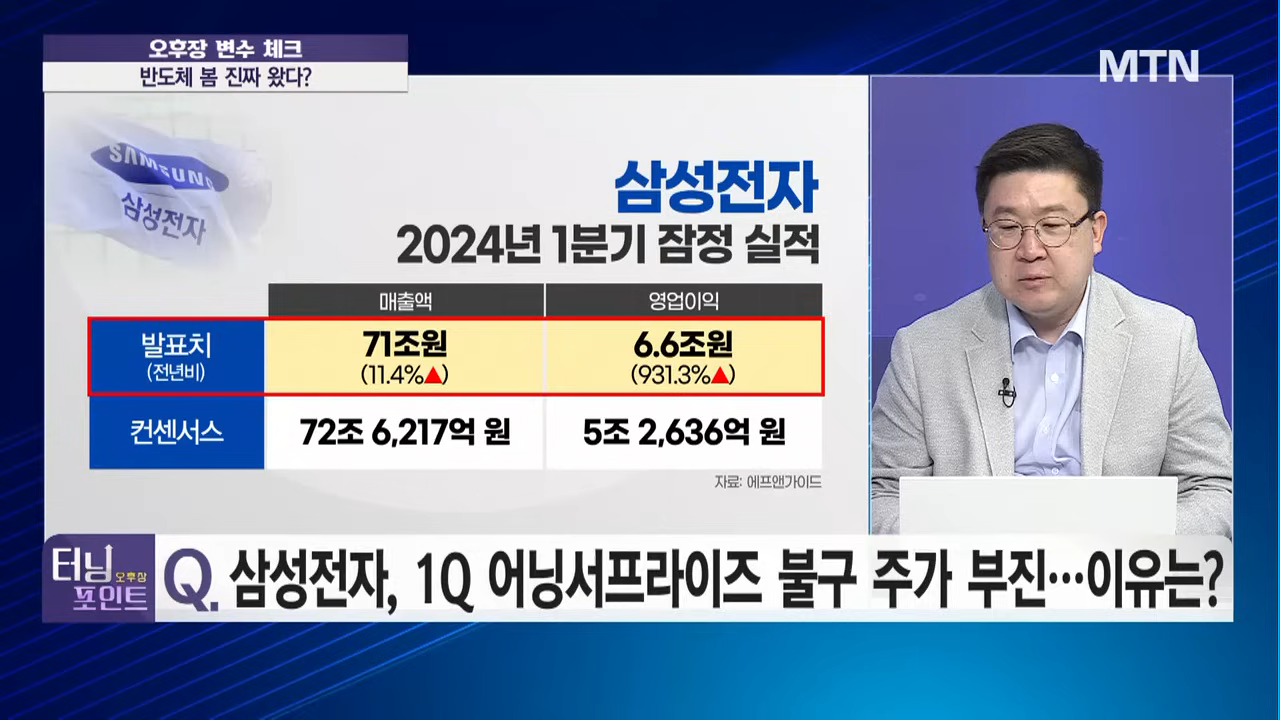 오후장 변수 체크
반도체 봄 진짜 왔다?
MTN
SAMSUNG
삼성전자
삼성전자
2024년 1분기 잠정 실적
매출액 영업이익
발표치 71조원 6.6조원
(전년비) (11.4%▲) (931.3%▲)
컨센서스 72조 6,217억 원 5조 2,636억 원
자료: 에프앤가이드
터닝 오후장
포인트
Q. 삼성전자, 1Q 어닝서프라이즈 불구 주가 부진…이유는?